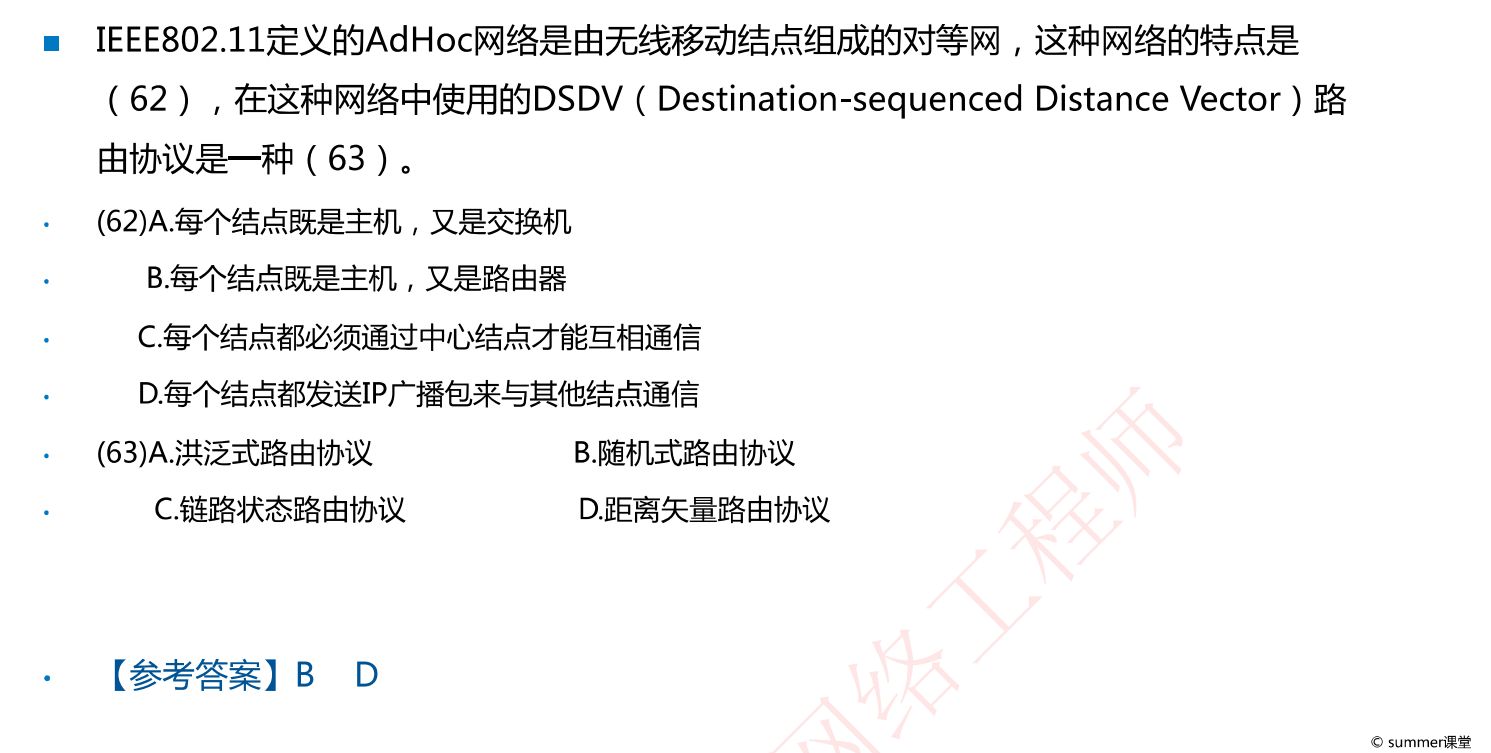 IEEE802.11定义的AdHoc网络是由无线移动结点组成的对等网，这种网络的特点是
（62），在这种网络中使用的DSDV（Destination-sequenced Distance Vector）路
由协议是一种（63）。
(62)A.每个结点既是主机，又是交换机
B.每个结点既是主机，又是路由器
C.每个结点都必须通过中心结点才能互相通信
D.每个结点都发送IP广播包来与其他结点通信
(63)A.洪泛式路由协议 B.随机式路由协议
C.链路状态路由协议 D.距离矢量路由协议
【参考答案】B D
网络工程师
© summer课堂